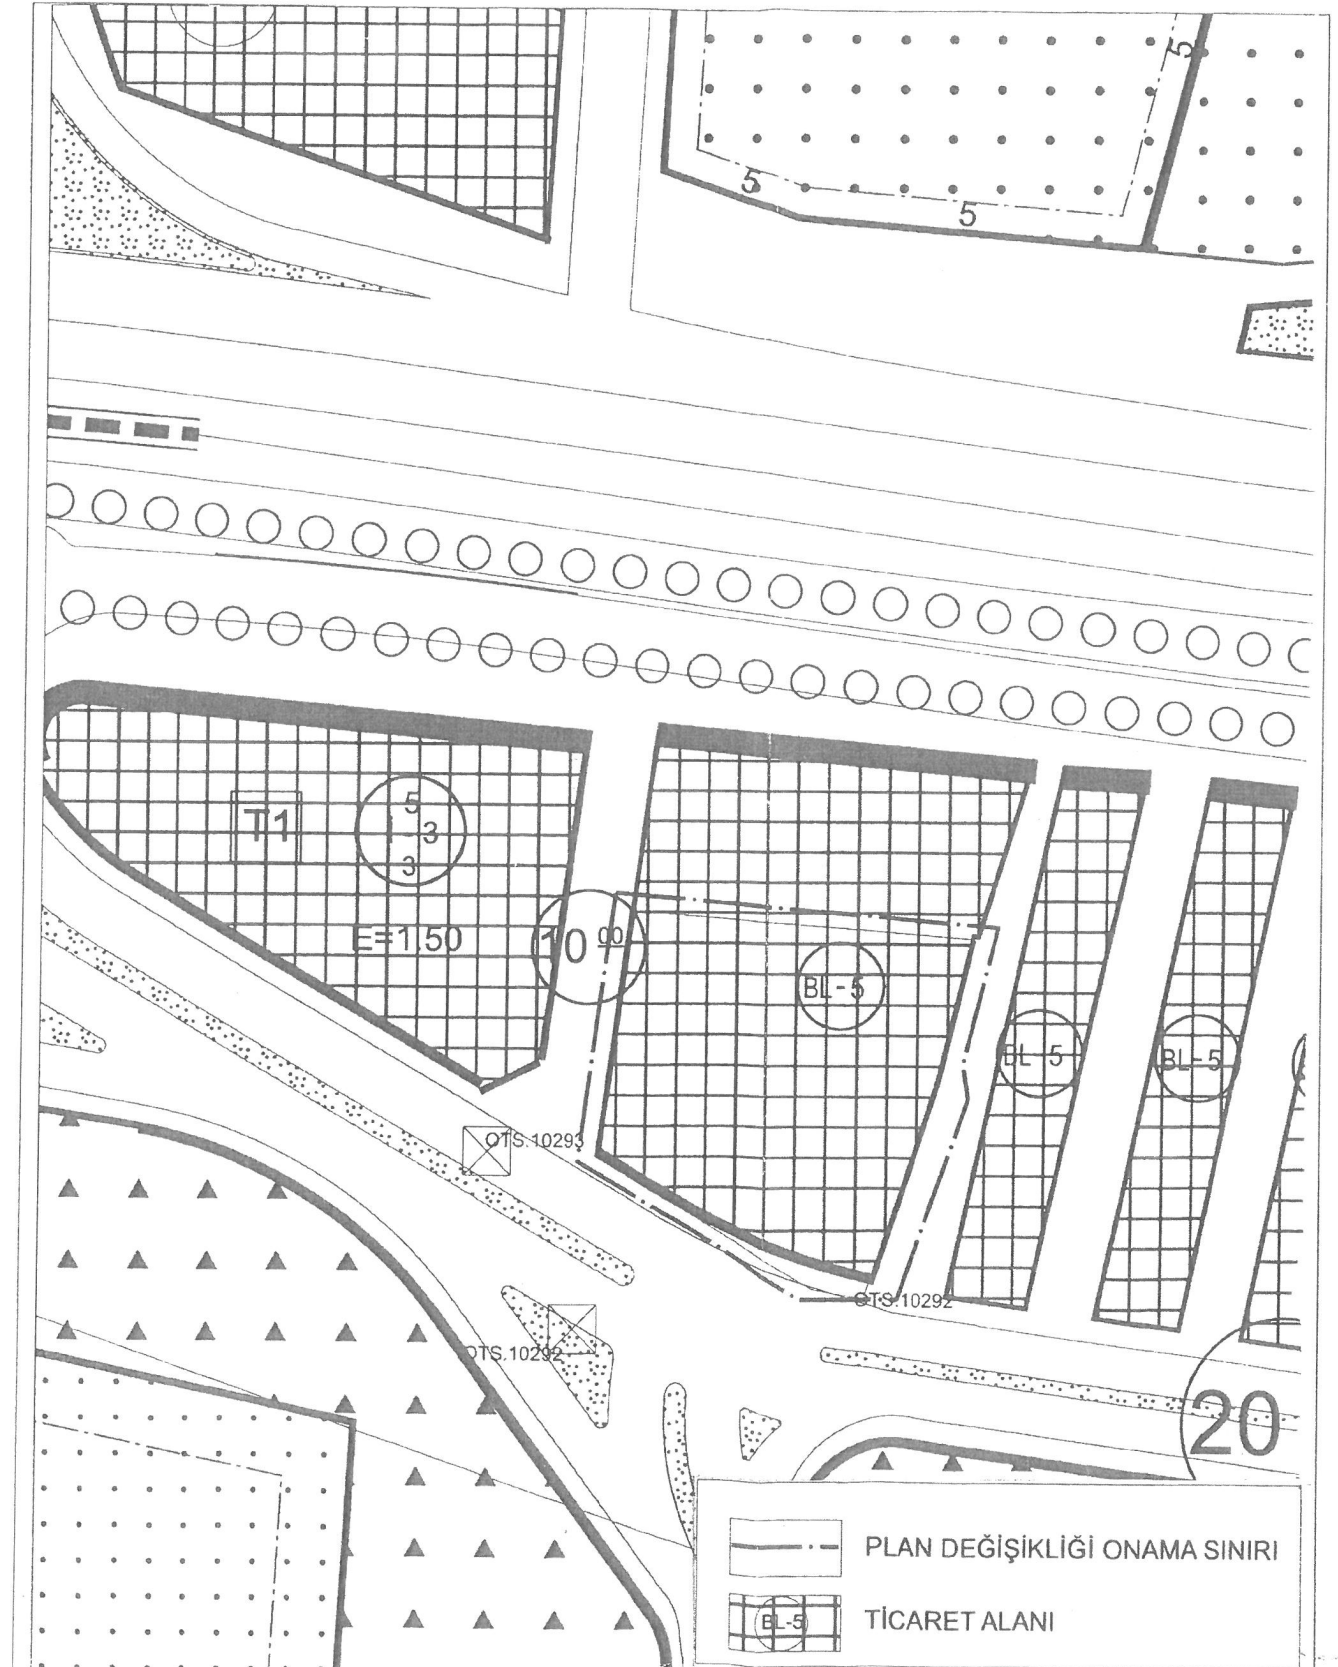 5
5
5
T1
5
I - 3
3
E=1.50
10 00
BL-5
BL-5
BL-5
OTS.10293
OTS.10292
OTS.10292
20
PLAN DEĞİŞİKLİĞİ ONAMA SINIRI
BL-5
TİCARET ALANI